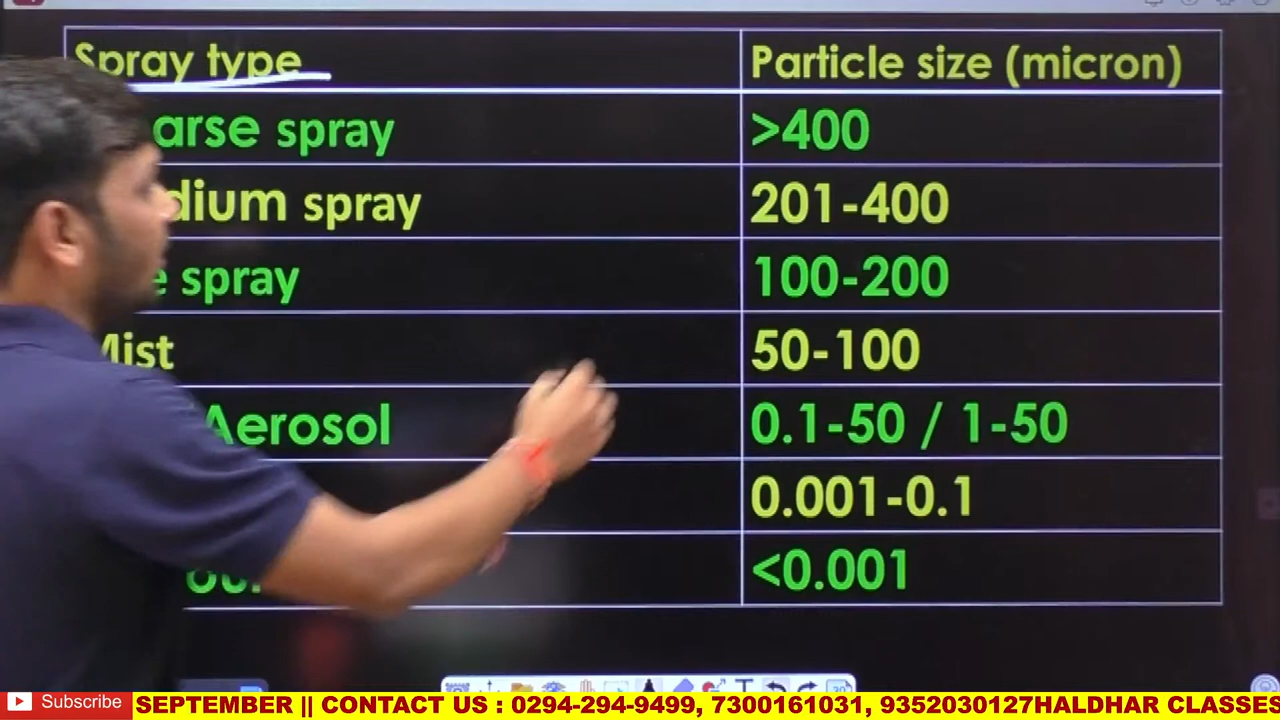 Spray type Particle size (micron)
arse spray >400
dium spray 201-400
e spray 100-200
Mist 50-100
Aerosol 0.1-50 / 1-50
0.001-0.1
<0.001
Subscribe SEPTEMBER || CONTACT US : 0294-294-9499, 7300161031, 9352030127HALDHAR CLASSES